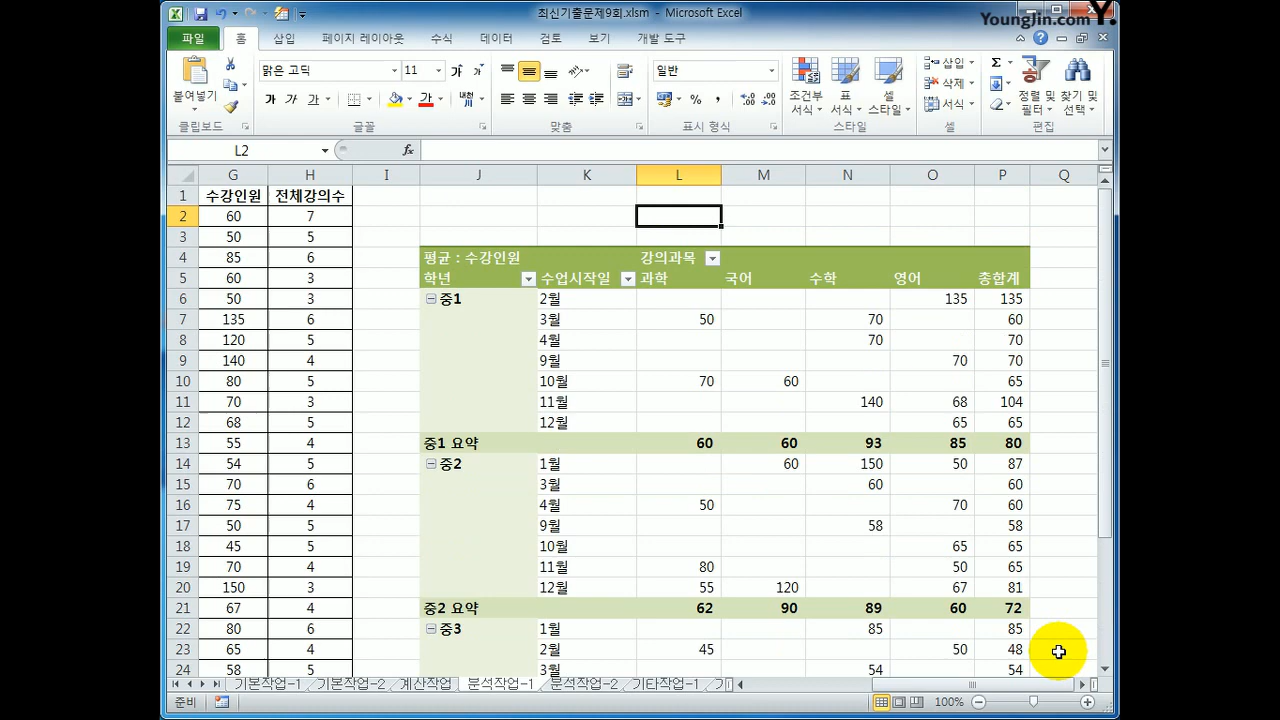 최신기출문제9회.xlsm - Microsoft Excel
YoungJin.com Y.
파일 홈 삽입 페이지 레이아웃 수식 데이터 검토 보기 개발 도구
붙여넣기 맑은 고딕 11 가 가 가 내천 일반 % , 조건부 서식 표 서식 셀 스타일 삽입 삭제 서식 Σ 정렬 및 필터 찾기 및 선택
클립보드 글꼴 맞춤 표시 형식 스타일 셀 편집
L2 fx
G H I J K L M N O P Q
1 수강인원 전체강의수
2 60 7
3 50 5
4 85 6 평균 : 수강인원 강의과목
5 60 3 학년 수업시작일 과학 국어 수학 영어 총합계
6 50 3 중1 2월 135 135
7 135 6 3월 50 70 60
8 120 5 4월 70 70
9 140 4 9월 70 70
10 80 5 10월 70 60 65
11 70 3 11월 140 68 104
12 68 5 12월 65 65
13 55 4 중1 요약 60 60 93 85 80
14 54 5 중2 1월 60 150 50 87
15 70 6 3월 60 60
16 75 4 4월 50 70 60
17 50 5 9월 58 58
18 45 5 10월 65 65
19 70 4 11월 80 50 65
20 150 3 12월 55 120 67 81
21 67 4 중2 요약 62 90 89 60 72
22 80 6 중3 1월 85 85
23 65 4 2월 45 50 48
24 58 5 3월 54 54
기본작업-1 기본작업-2 계산작업 분석작업-1 분석작업-2 기타작업-1
준비 100%